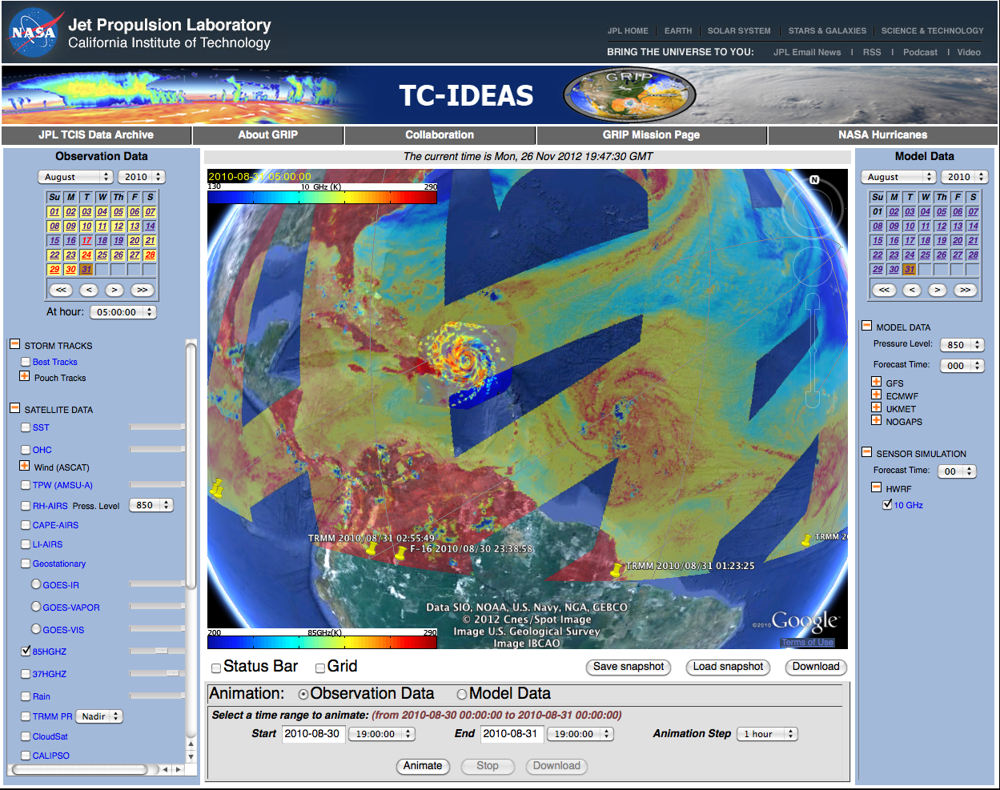 NASA
Jet Propulsion Laboratory
California Institute of Technology
JPL HOME | EARTH | SOLAR SYSTEM | STARS & GALAXIES | SCIENCE & TECHNOLOGY
BRING THE UNIVERSE TO YOU: JPL Email News | RSS | Podcast | Video
TC-IDEAS
GRIP
JPL TCIS Data Archive
About GRIP
Collaboration
GRIP Mission Page
NASA Hurricanes
Observation Data
August 2010
Su M T W Th F S
01 02 03 04 05 06 07
08 09 10 11 12 13 14
15 16 17 18 19 20 21
22 23 24 25 26 27 28
29 30 31
<< < > >>
At hour: 05:00:00
STORM TRACKS
Best Tracks
Pouch Tracks
SATELLITE DATA
SST
OHC
Wind (ASCAT)
TPW (AMSU-A)
RH-AIRS Press. Level 850
CAPE-AIRS
LI-AIRS
Geostationary
GOES-IR
GOES-VAPOR
GOES-VIS
85HGHZ
37HGHZ
Rain
TRMM PR Nadir
CloudSat
CALIPSO
The current time is Mon, 26 Nov 2012 19:47:30 GMT
2010-08-31 05:00:00
130 10 GHz (K) 290
N
TRMM 2010/08/31 02:55:49
F-16 2010/08/30 23:38:58
TRMM 2010/08/31 01:23:25
TRMM 20
Data SIO, NOAA, U.S. Navy, NGA, GEBCO
© 2012 Cnes/Spot Image
Image U.S. Geological Survey
Image IBCAO
©2010 Google
Terms of Use
200 85GHz(K) 290
Status Bar Grid
Save snapshot Load snapshot Download
Animation: Observation Data Model Data
Select a time range to animate: (from 2010-08-30 00:00:00 to 2010-08-31 00:00:00)
Start 2010-08-30 19:00:00 End 2010-08-31 19:00:00 Animation Step 1 hour
Animate Stop Download
Model Data
August 2010
Su M T W Th F S
01 02 03 04 05 06 07
08 09 10 11 12 13 14
15 16 17 18 19 20 21
22 23 24 25 26 27 28
29 30 31
<< < > >>
MODEL DATA
Pressure Level: 850
Forecast Time: 000
GFS
ECMWF
UKMET
NOGAPS
SENSOR SIMULATION
Forecast Time: 00
HWRF
10 GHz